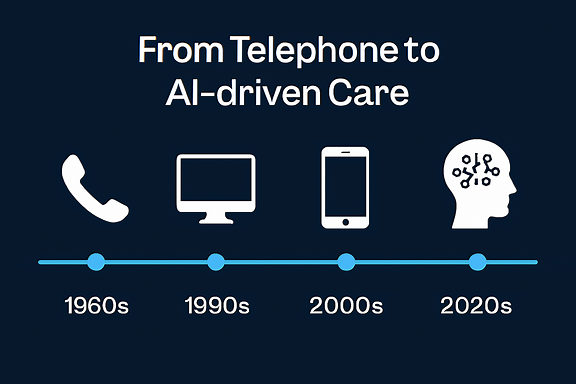 From Telephone to
AI-driven Care
1960s
1990s
2000s
2020s